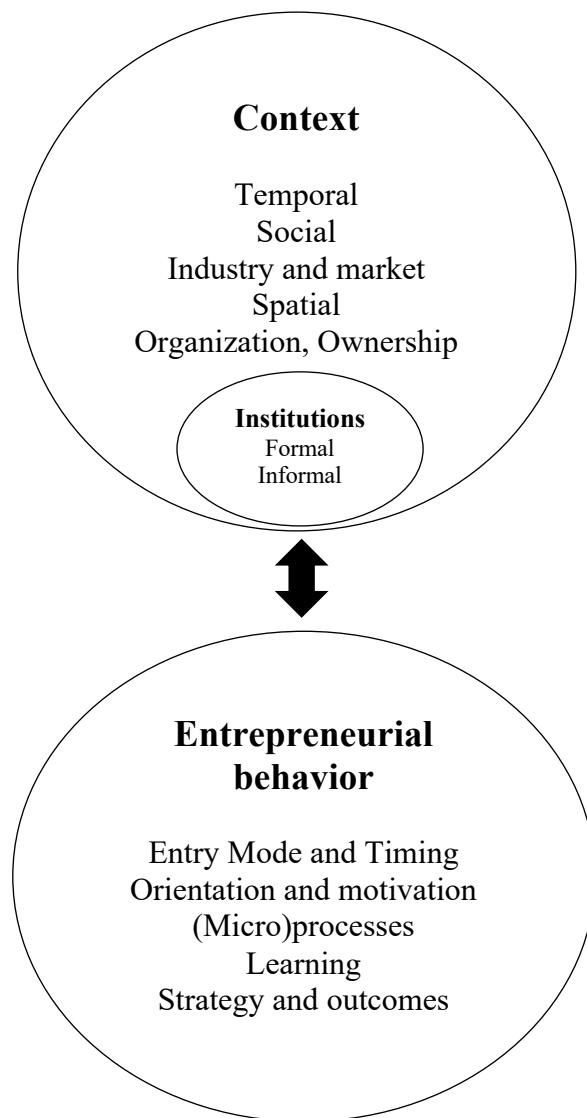 Context
Temporal
Social
Industry and market
Spatial
Organization, Ownership
Institutions
Formal
Informal
Entrepreneurial
behavior
Entry Mode and Timing
Orientation and motivation
(Micro)processes
Learning
Strategy and outcomes